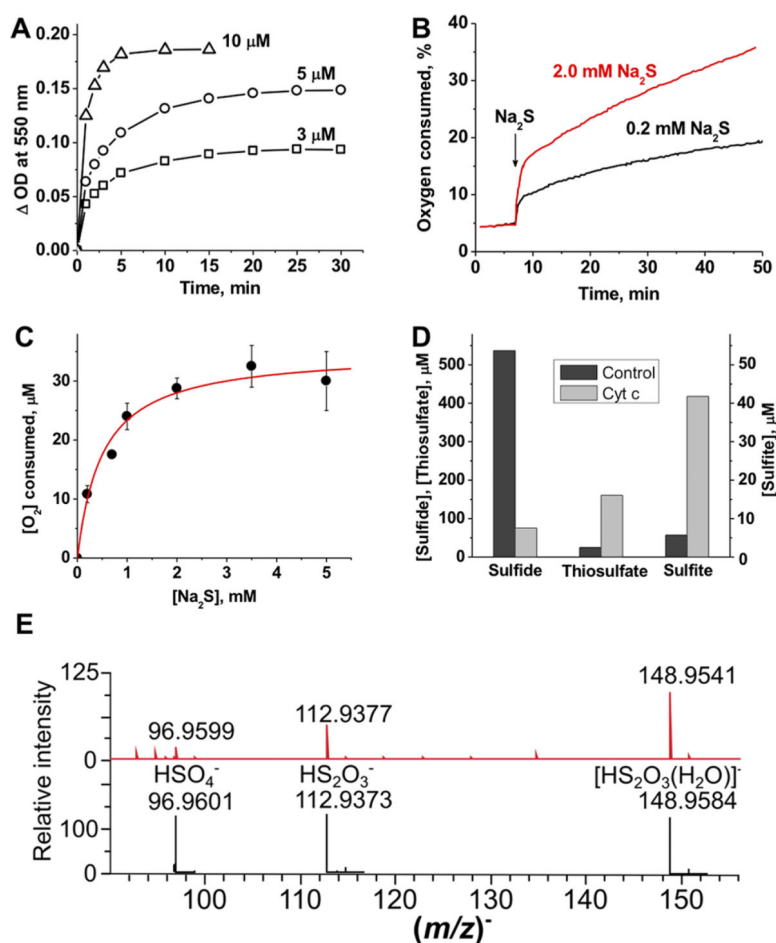 A
Δ OD at 550 nm
0.20
0.15
0.10
0.05
0.00
10 μM
5 μM
3 μM
0 5 10 15 20 25 30
Time, min
B
Oxygen consumed, %
40
30
20
10
0
2.0 mM Na₂S
Na₂S
0.2 mM Na₂S
0 10 20 30 40 50
Time, min
C
[O₂] consumed, μM
30
20
10
0
0 1 2 3 4 5
[Na₂S], mM
D
[Sulfide], [Thiosulfate], μM
500
400
300
200
100
0
Control
Cyt c
50
40
30
20
10
0
[Sulfite], μM
Sulfide Thiosulfate Sulfite
E
Relative intensity
125
0
96.9599
112.9377
148.9541
HSO₄⁻
HS₂O₃⁻
[HS₂O₃(H₂O)]⁻
96.9601
112.9373
148.9584
100
0
100 110 120 130 140 150
(m/z)⁻